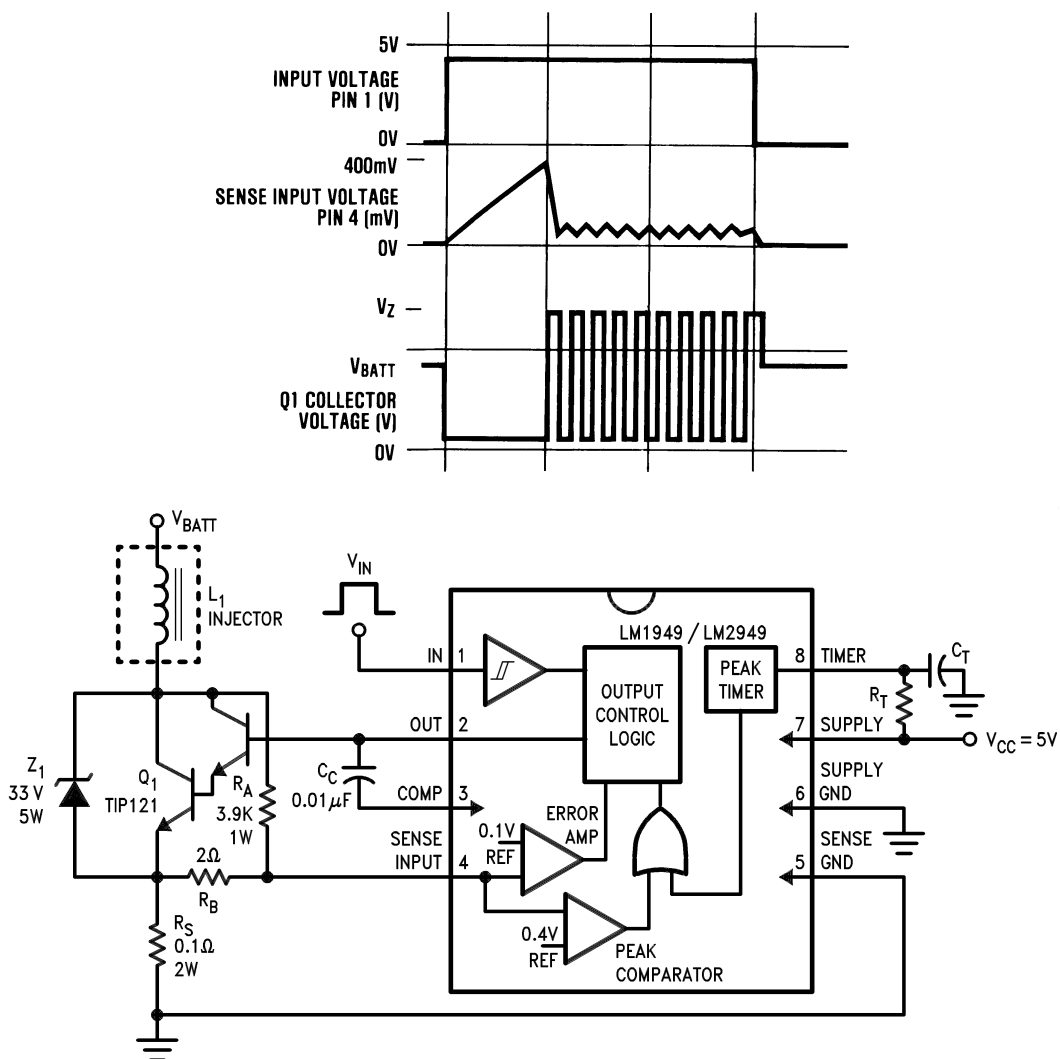 5V
INPUT VOLTAGE
PIN 1 (V)
0V
400mV
SENSE INPUT VOLTAGE
PIN 4 (mV)
0V
VZ
VBATT
Q1 COLLECTOR
VOLTAGE (V)
0V
VBATT
L1
INJECTOR
VIN
LM1949 / LM2949
IN 1
OUTPUT
CONTROL
LOGIC
PEAK
TIMER
8 TIMER
CT
RT
OUT 2
7 SUPPLY
VCC = 5V
Z1
33V
5W
Q1
TIP121
RA
3.9K
1W
CC
0.01μF
COMP 3
SUPPLY
6 GND
ERROR
AMP
0.1V
REF
SENSE
INPUT 4
SENSE
5 GND
2Ω
RB
RS
0.1Ω
2W
0.4V
REF
PEAK
COMPARATOR